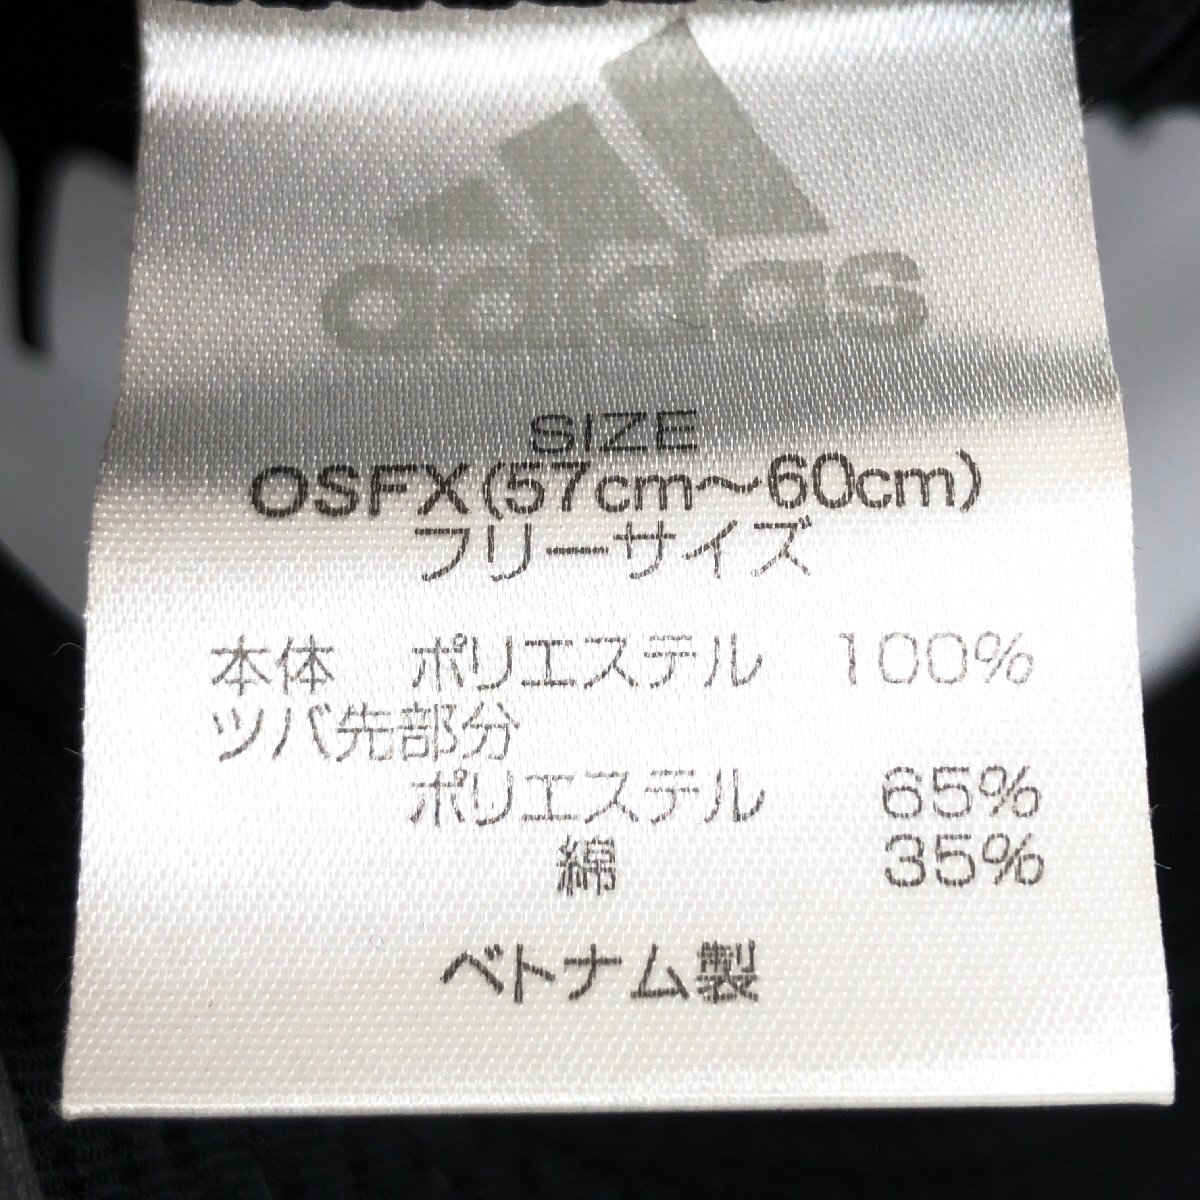 adidas
SIZE
OSFX(57cm～60cm)
フリーサイズ
本体　ポリエステル　100%
ツバ先部分
ポリエステル　65%
綿　35%
ベトナム製